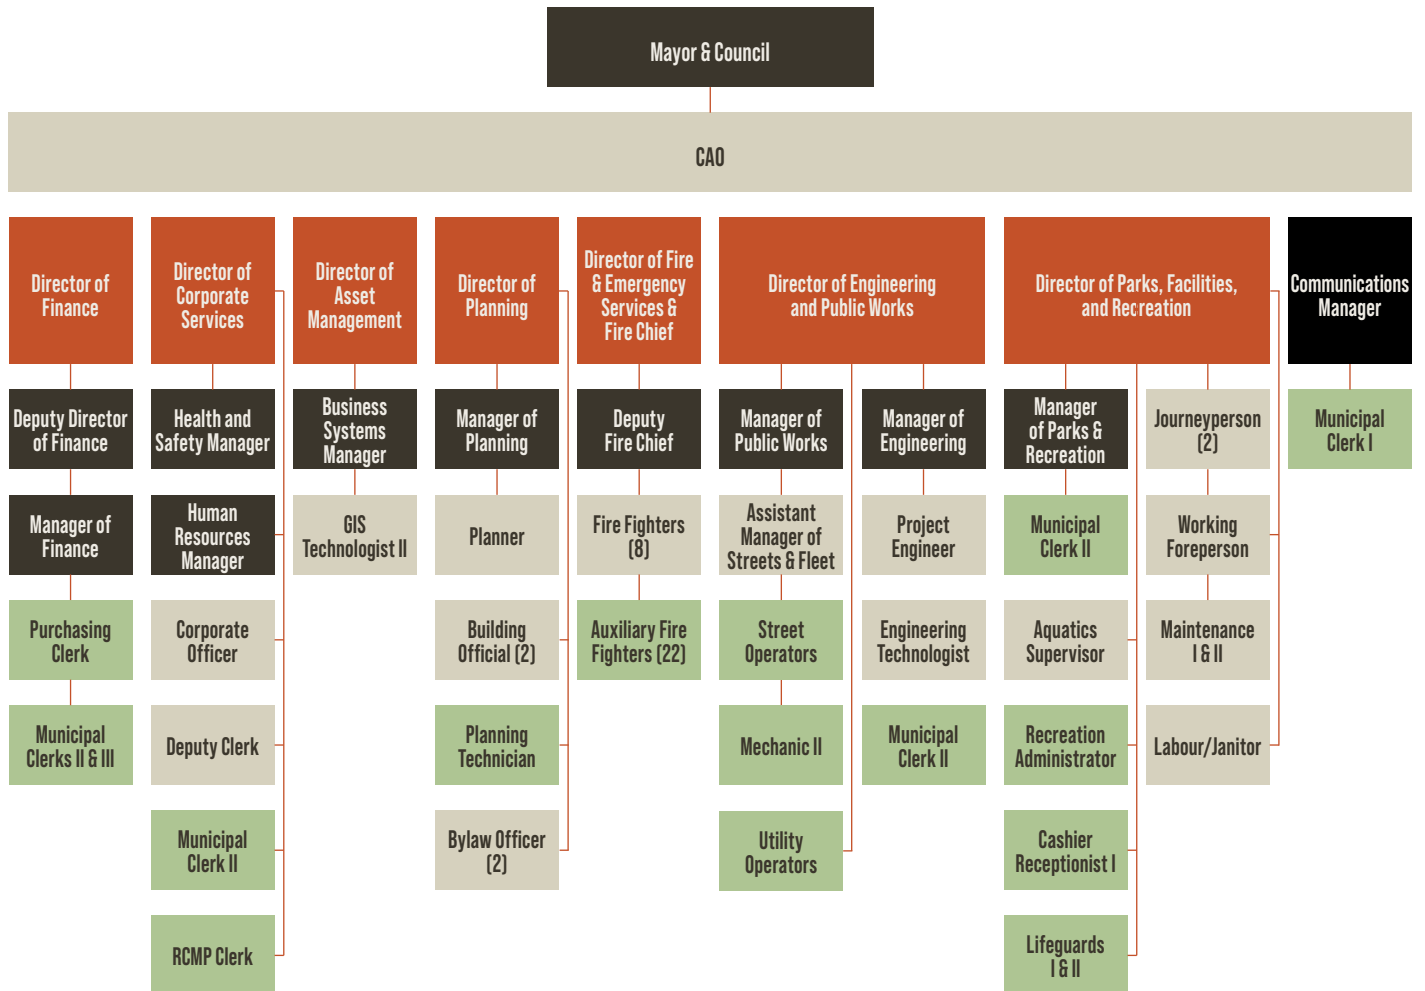 Mayor & Council
CAO
Director of
Finance
Director of
Corporate
Services
Director of
Asset
Management
Director of
Planning
Director of Fire
& Emergency
Services &
Fire Chief
Director of Engineering
and Public Works
Director of Parks, Facilities,
and Recreation
Communications
Manager
Deputy Director
of Finance
Health and
Safety Manager
Business
Systems
Manager
Manager of
Planning
Deputy
Fire Chief
Manager of
Public Works
Manager of
Engineering
Manager
of Parks &
Recreation
Journeyperson
(2)
Municipal
Clerk I
Manager of
Finance
Human
Resources
Manager
GIS
Technologist II
Planner
Fire Fighters
(8)
Assistant
Manager of
Streets & Fleet
Project
Engineer
Municipal
Clerk II
Working
Foreperson
Purchasing
Clerk
Corporate
Officer
Building
Official (2)
Auxiliary Fire
Fighters (22)
Street
Operators
Engineering
Technologist
Aquatics
Supervisor
Maintenance
I & II
Municipal
Clerks II & III
Deputy Clerk
Planning
Technician
Mechanic II
Municipal
Clerk II
Recreation
Administrator
Labour/Janitor
Municipal
Clerk II
Bylaw Officer
(2)
Utility
Operators
Cashier
Receptionist I
RCMP Clerk
Lifeguards
I & II